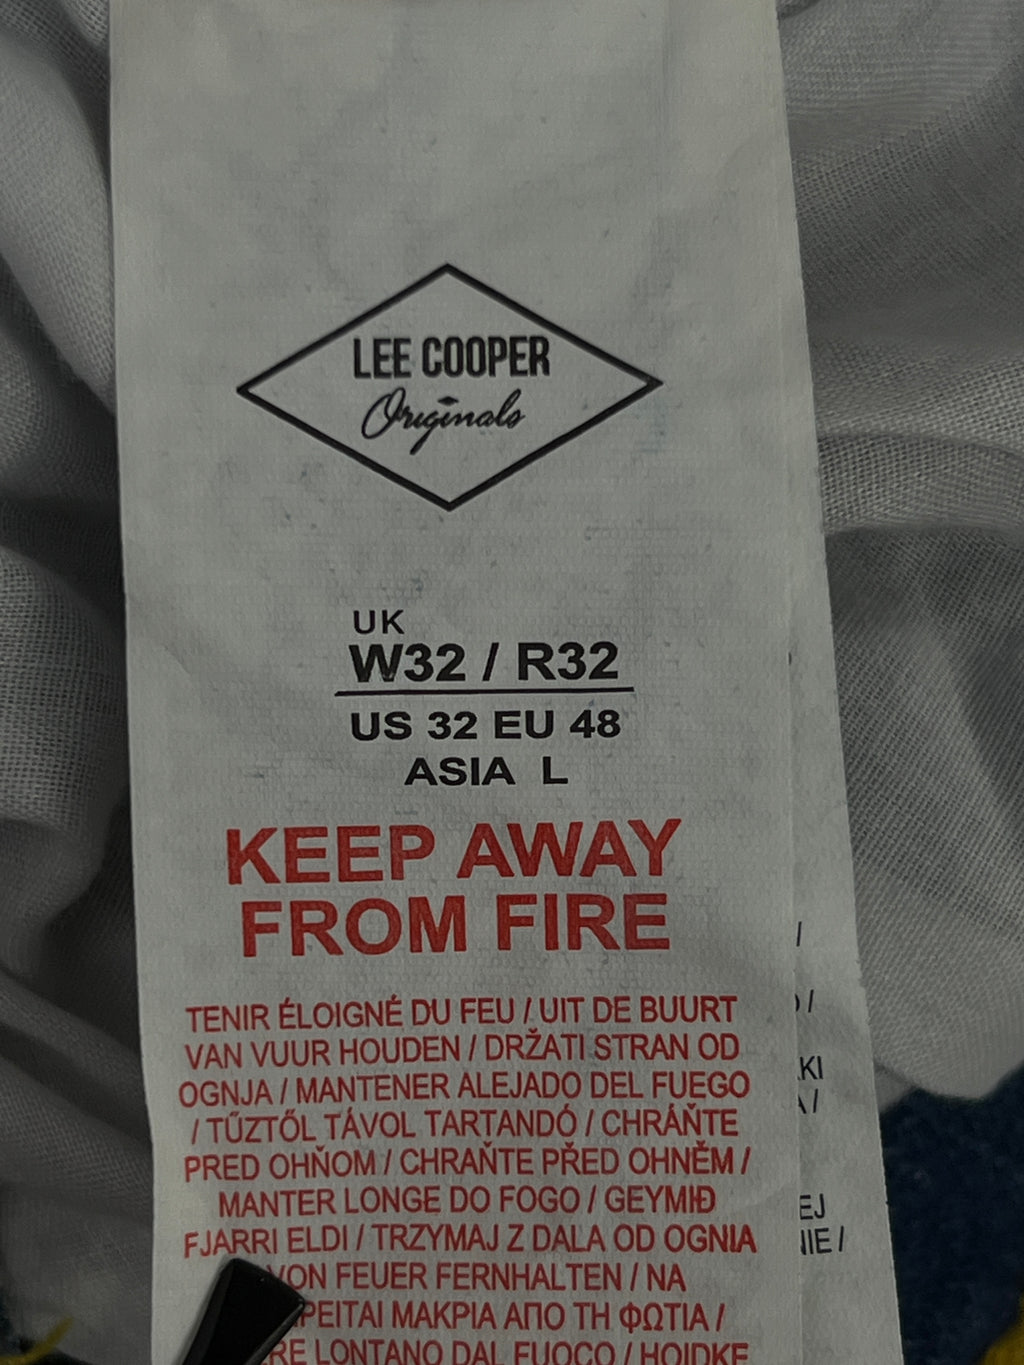 LEE COOPER
Originals
UK
W32 / R32
US 32 EU 48
ASIA L
KEEP AWAY
FROM FIRE
TENIR ÉLOIGNÉ DU FEU / UIT DE BUURT
VAN VUUR HOUDEN / DRŽATI STRAN OD
OGNJA / MANTENER ALEJADO DEL FUEGO
/ TŰZTŐL TÁVOL TARTANDÓ / CHRÁŇTE
PRED OHŇOM / CHRAŇTE PŘED OHNĚM /
MANTER LONGE DO FOGO / GEYMIÐ
FJARRI ELDI / TRZYMAJ Z DALA OD OGNIA
VON FEUER FERNHALTEN / NA
ΜΑΚΡΙΑ ΑΠΟ ΤΗ ΦΩΤΙΑ /
LONTANO DAL FUOCO / HOIDKE